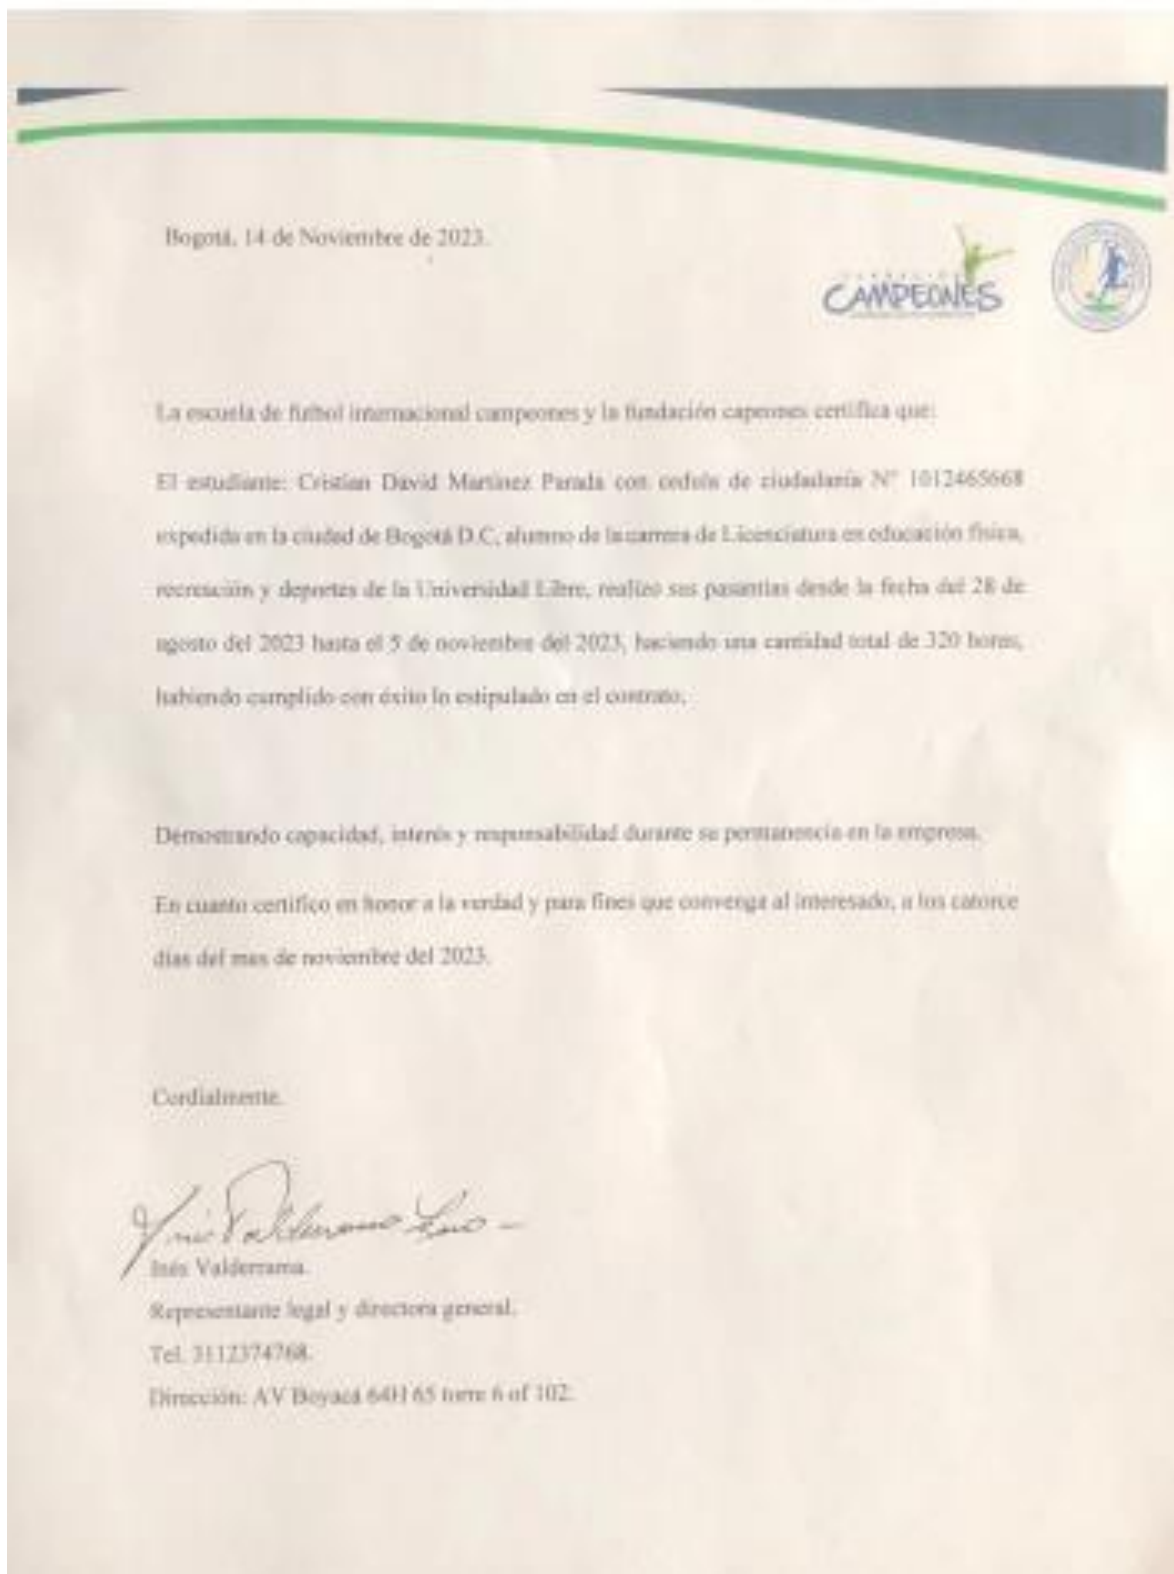 Bogotá, 14 de Noviembre de 2023.
CAMPEONES
La escuela de futbol internacional campeones y la fundación capeones certifica que:
El estudiante: Cristian David Martinez Parada con cedula de ciudadanía N° 1012465668
expedida en la ciudad de Bogotá D.C, alumno de la carrera de Licenciatura en educación física,
recreación y deportes de la Universidad Libre, realizo sus pasantías desde la fecha del 28 de
agosto del 2023 hasta el 5 de noviembre del 2023, haciendo una cantidad total de 320 horas,
habiendo cumplido con éxito lo estipulado en el contrato,
Demostrando capacidad, interés y responsabilidad durante su permanencia en la empresa.
En cuanto certifico en honor a la verdad y para fines que convenga al interesado, a los catorce
días del mes de noviembre del 2023.
Cordialmente.
Inés Valderrama
Inés Valderrama.
Representante legal y directora general.
Tel. 3112374768.
Dirección: AV Boyacá 64H 65 torre 6 of 102.